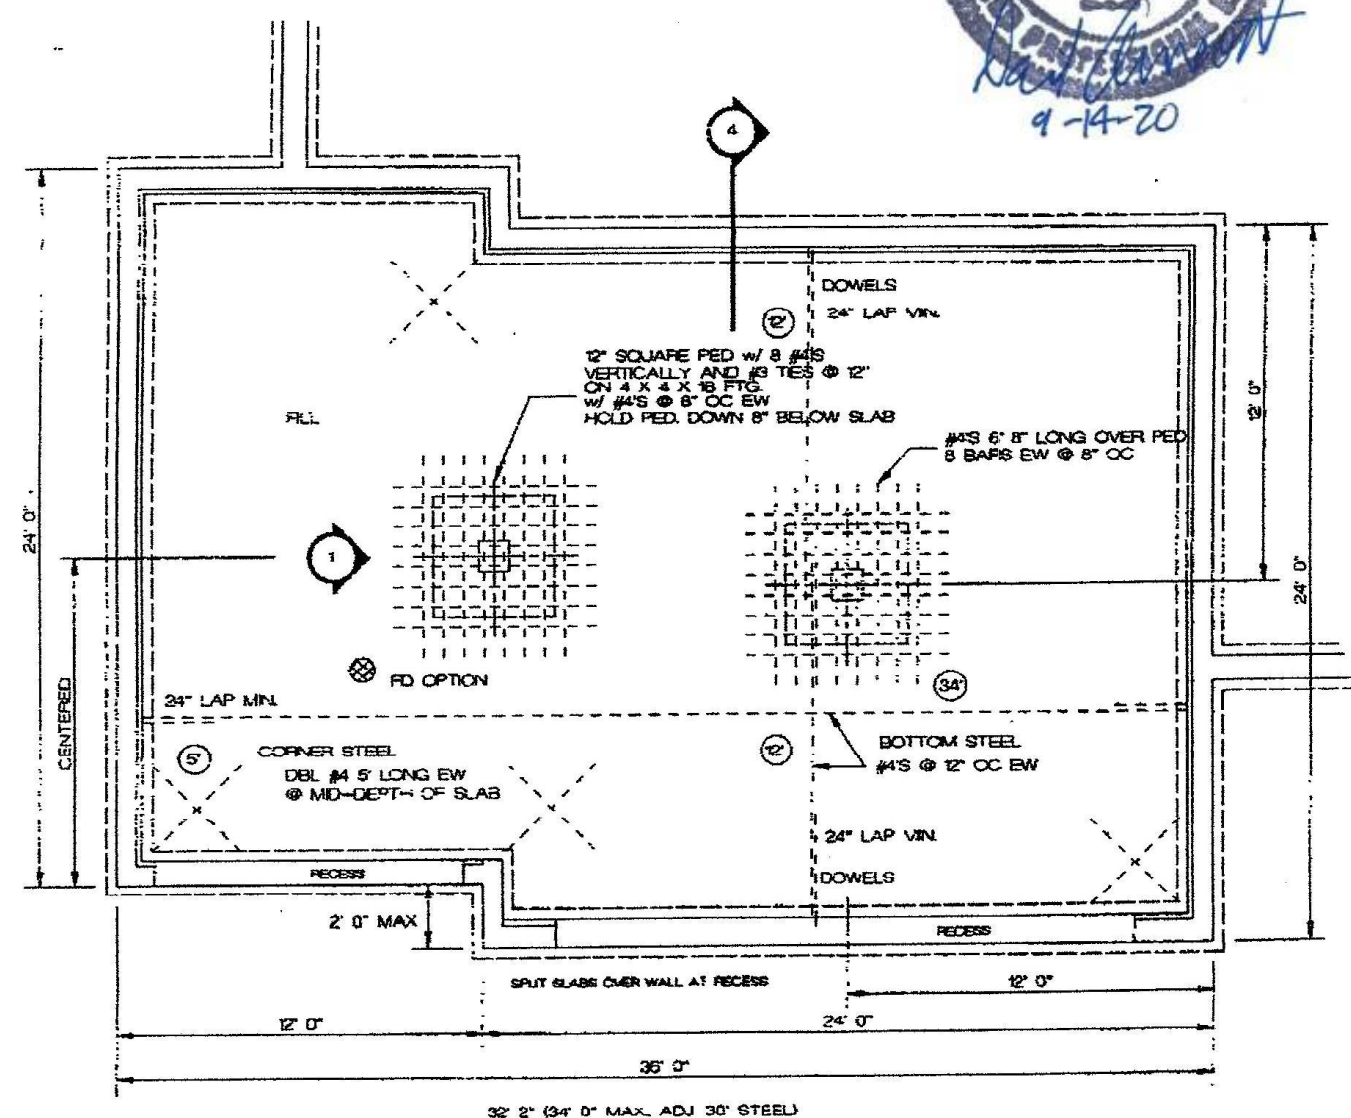 PROFESSIONAL
9-14-20
4
DOWELS
24" LAP MIN.
12'
12" SQUARE PED w/ 8 #4'S
VERTICALLY AND #3 TIES @ 12"
ON 4 X 4 X 18 FTG.
w/ #4'S @ 8" OC EW
HOLD PED. DOWN 8" BELOW SLAB
FILL
#4'S 6' 8" LONG OVER PED
8 BARS EW @ 8" OC
12' 0"
24' 0"
24' 0"
1
FD OPTION
34'
24" LAP MIN.
CENTERED
5'
CORNER STEEL
DBL #4 5' LONG EW
@ MID-DEPTH OF SLAB
12'
BOTTOM STEEL
#4'S @ 12" OC EW
24" LAP MIN.
DOWELS
RECESS
2' 0" MAX
RECESS
SPLIT SLABS OVER WALL AT RECESS
12' 0"
12' 0"
24' 0"
36' 0"
32' 2" (34' 0" MAX, ADJ 30' STEEL)